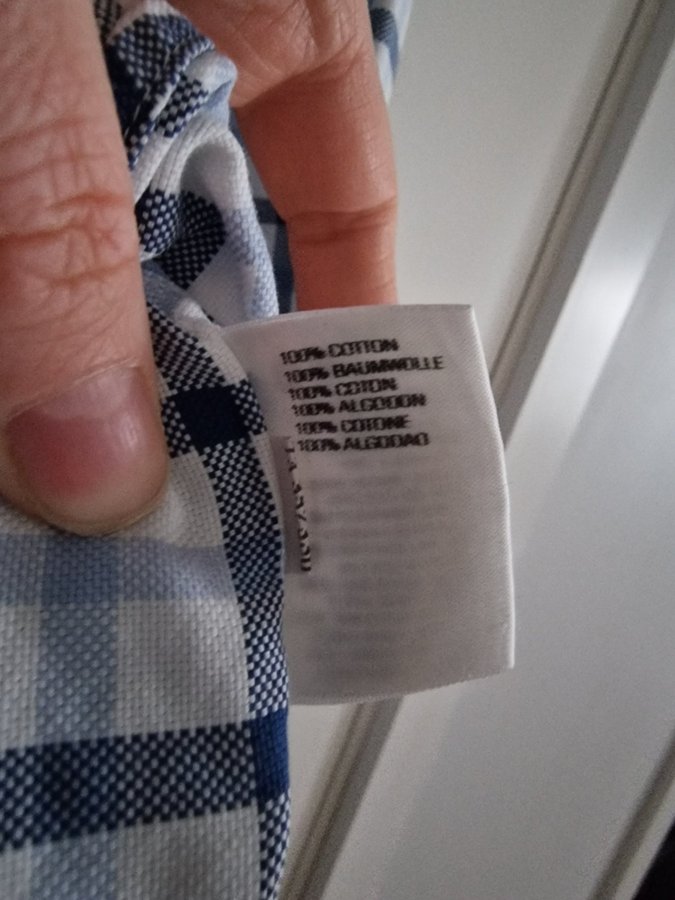 100% COTTON
100% BAUMWOLLE
100% COTON
100% ALGODON
100% COTONE
100% ALGODAO